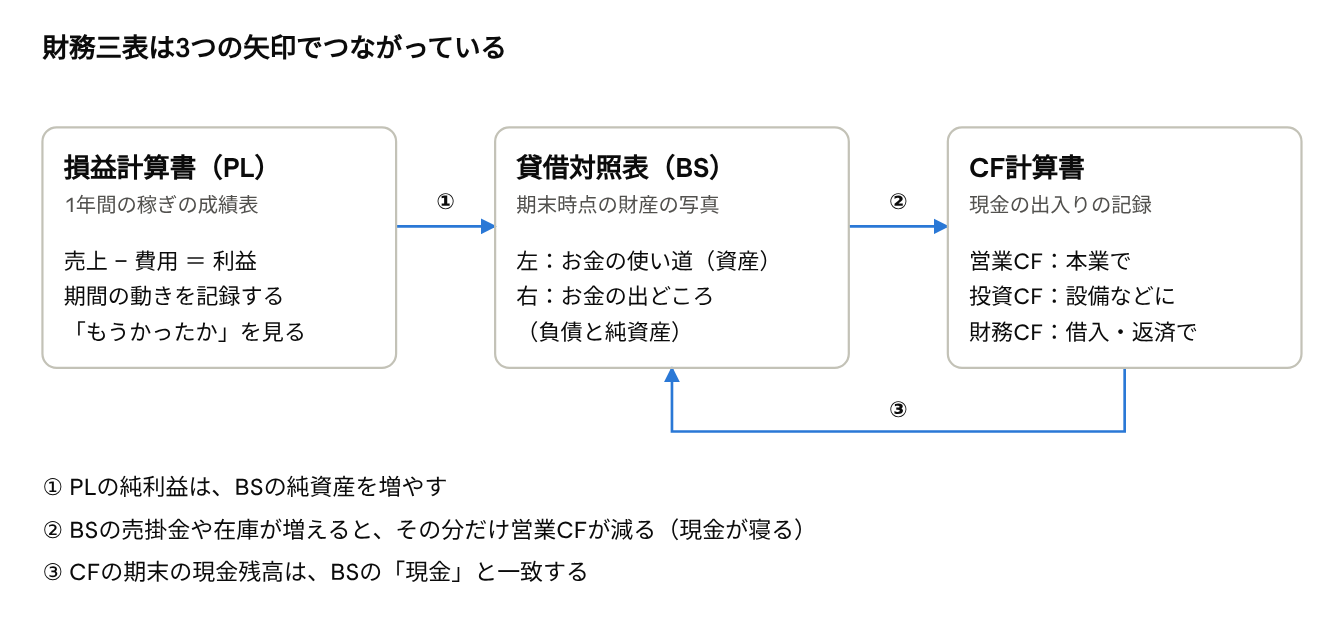 財務三表は3つの矢印でつながっている
損益計算書（PL）
1年間の稼ぎの成績表
売上 − 費用 ＝ 利益
期間の動きを記録する
「もうかったか」を見る
①
貸借対照表（BS）
期末時点の財産の写真
左：お金の使い道（資産）
右：お金の出どころ
（負債と純資産）
②
CF計算書
現金の出入りの記録
営業CF：本業で
投資CF：設備などに
財務CF：借入・返済で
③
① PLの純利益は、BSの純資産を増やす
② BSの売掛金や在庫が増えると、その分だけ営業CFが減る（現金が寝る）
③ CFの期末の現金残高は、BSの「現金」と一致する